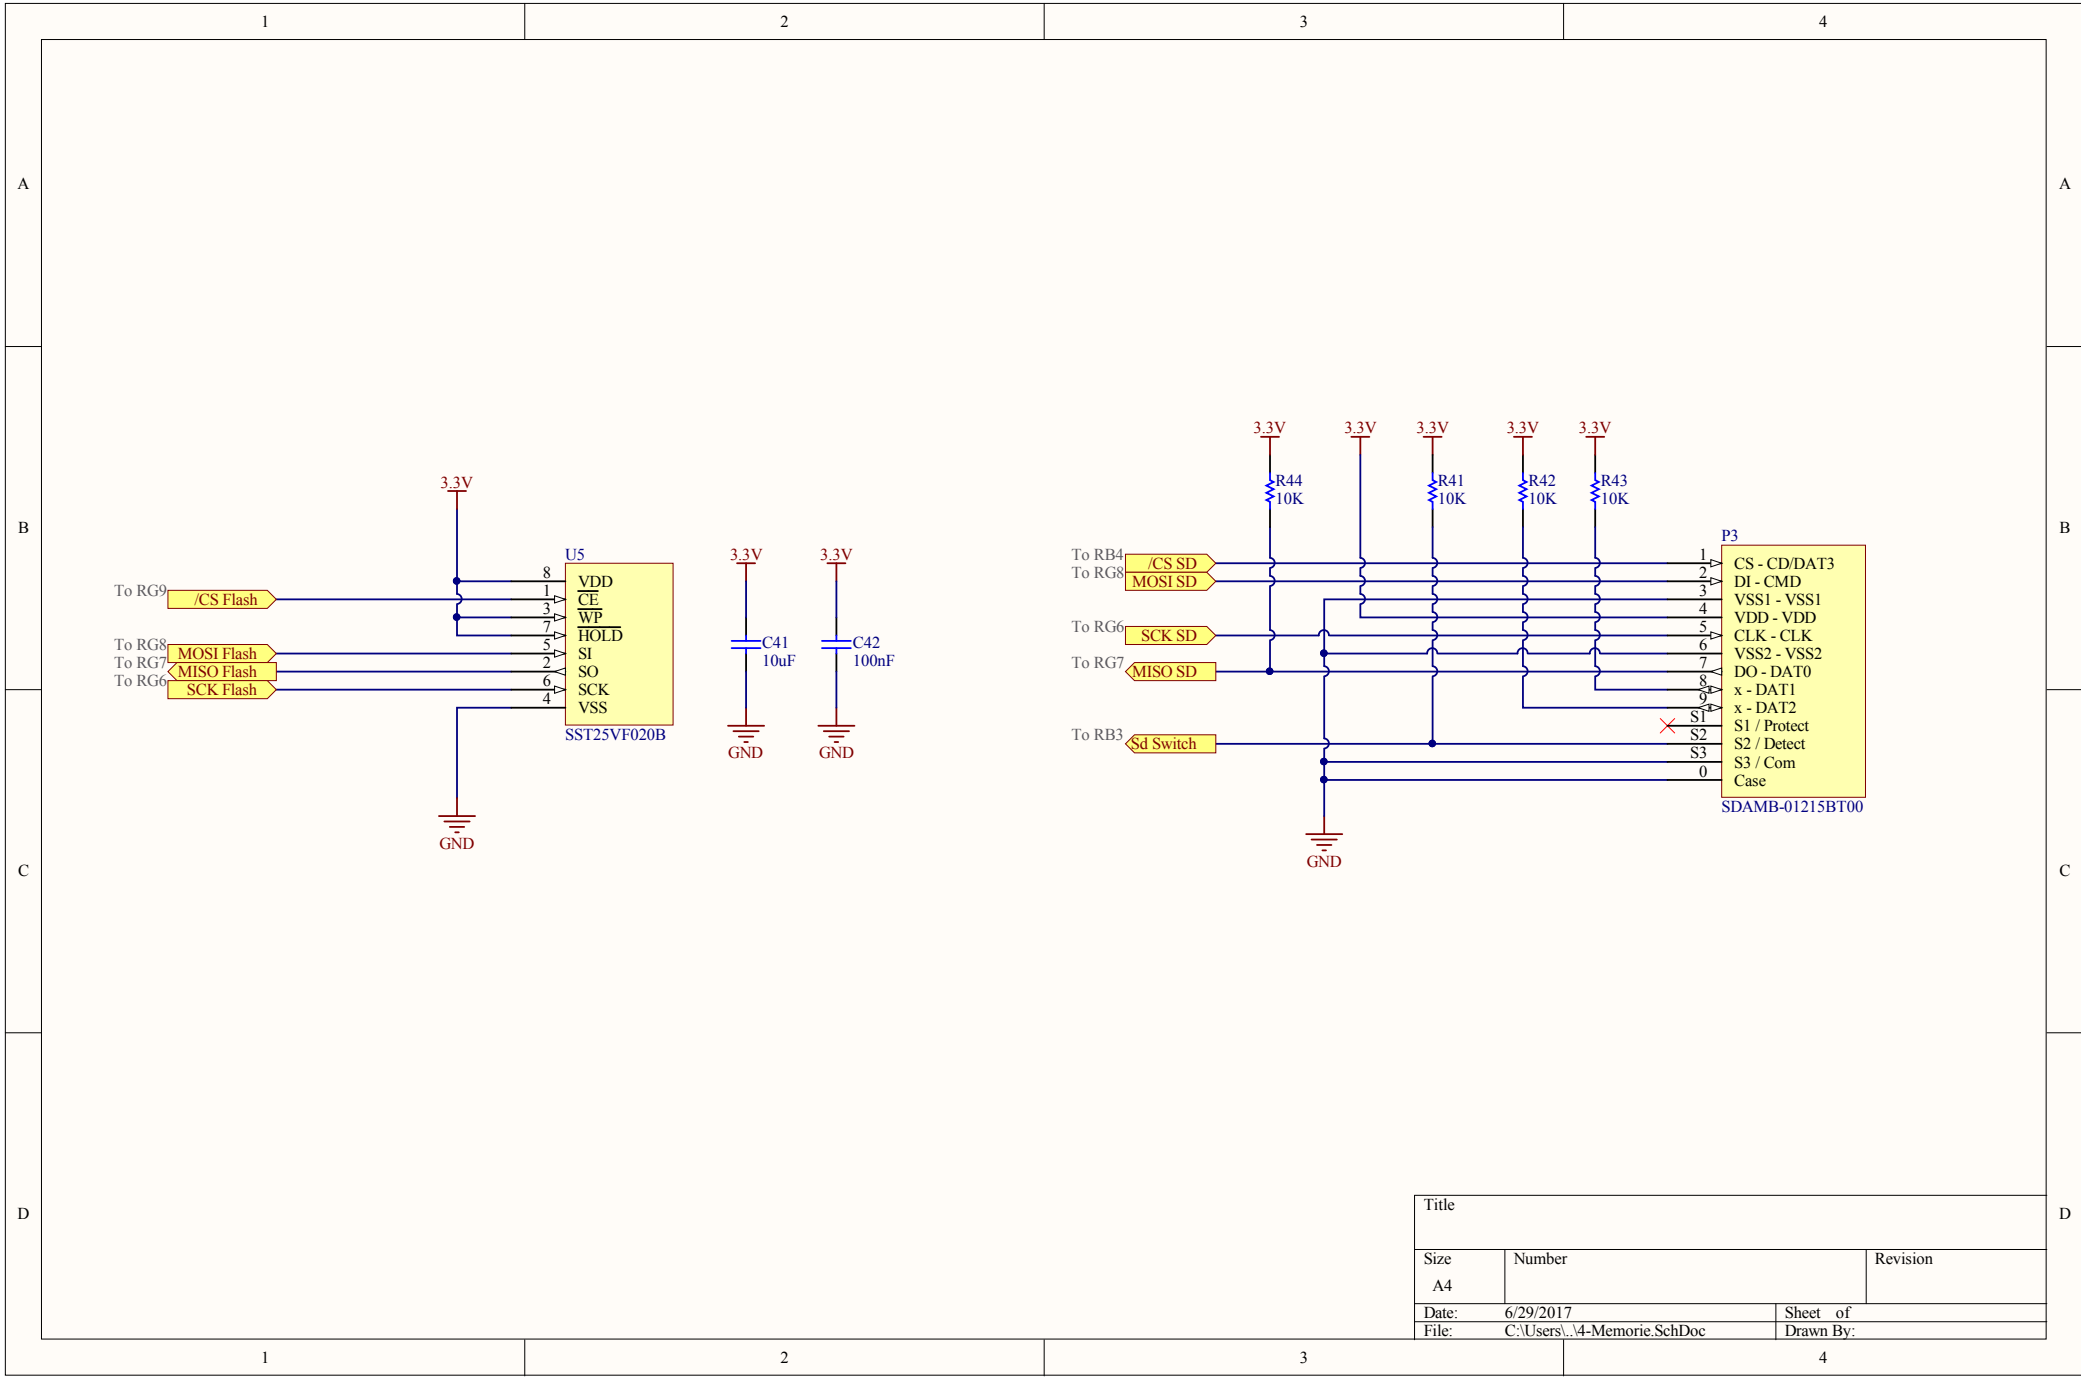 1 2 3 4
A A
B B
C C
D D
1 2 3 4
3.3V
U5
To RG9 /CS Flash
To RG8 MOSI Flash
To RG7 MISO Flash
To RG6 SCK Flash
8 VDD
1 CE
3 WP
7 HOLD
5 SI
2 SO
6 SCK
4 VSS
SST25VF020B
GND
3.3V
C41
10uF
GND
3.3V
C42
100nF
GND
3.3V 3.3V 3.3V 3.3V 3.3V
R44
10K
R41
10K
R42
10K
R43
10K
P3
To RB4 /CS SD
To RG8 MOSI SD
To RG6 SCK SD
To RG7 MISO SD
To RB3 Sd Switch
1 CS - CD/DAT3
2 DI - CMD
3 VSS1 - VSS1
4 VDD - VDD
5 CLK - CLK
6 VSS2 - VSS2
7 DO - DAT0
8 x - DAT1
9 x - DAT2
S1 S1 / Protect
S2 S2 / Detect
S3 S3 / Com
0 Case
SDAMB-01215BT00
GND
Title
Size Number Revision
A4
Date: 6/29/2017 Sheet of
File: C:\Users\..\4-Memorie.SchDoc Drawn By: